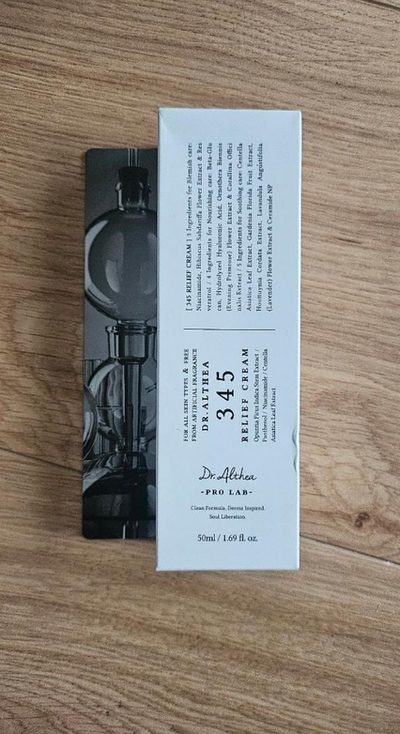 [ 345 RELIEF CREAM ] 3 Ingredients for Blemish care:
Niacinamide, Hibiscus Sabdariffa Flower Extract & Res
veratrol / 4 Ingredients for Nourishing care: Beta-Glu
can, Hydrolyzed Hyaluronic Acid, Oenothera Biennis
(Evening Primrose) Flower Extract & Corallina Offici
nalis Extract / 5 Ingredients for Soothing care: Centella
Asiatica Leaf Extract, Gardenia Florida Fruit Extract,
Houttuynia Cordata Extract, Lavandula Angustifolia
(Lavender) Flower Extract & Ceramide NP
FOR ALL SKIN TYPES & FREE
FROM ARTIFICIAL FRAGRANCE
DR.ALTHEA
345
RELIEF CREAM
Opuntia Ficus Indica Stem Extract /
Panthenol / Niacinamide / Centella
Asiatica Leaf Extract
Dr. Althea
-PRO LAB-
Clean Formula, Derma Inspired.
Soul Liberation.
50ml / 1.69 fl. oz.